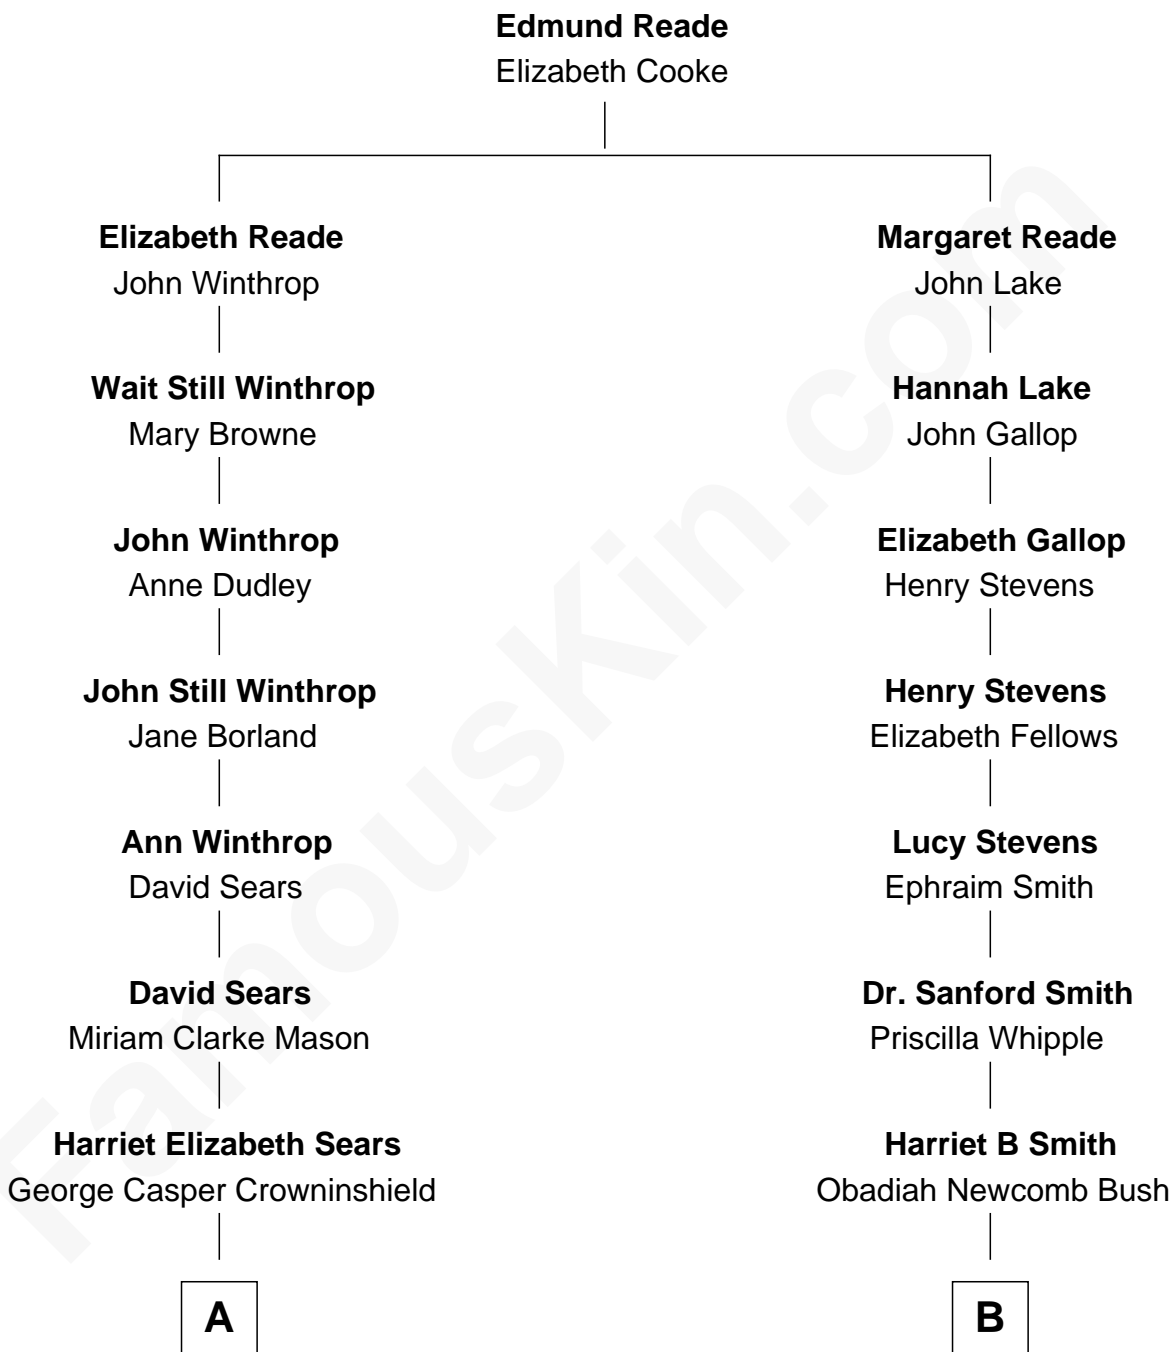 Edmund Reade
Elizabeth Cooke
Elizabeth Reade
John Winthrop
Margaret Reade
John Lake
Wait Still Winthrop
Mary Browne
Hannah Lake
John Gallop
John Winthrop
Anne Dudley
Elizabeth Gallop
Henry Stevens
John Still Winthrop
Jane Borland
Henry Stevens
Elizabeth Fellows
Ann Winthrop
David Sears
Lucy Stevens
Ephraim Smith
David Sears
Miriam Clarke Mason
Dr. Sanford Smith
Priscilla Whipple
Harriet Elizabeth Sears
George Casper Crowninshield
Harriet B Smith
Obadiah Newcomb Bush
A
B
FamousKin.com